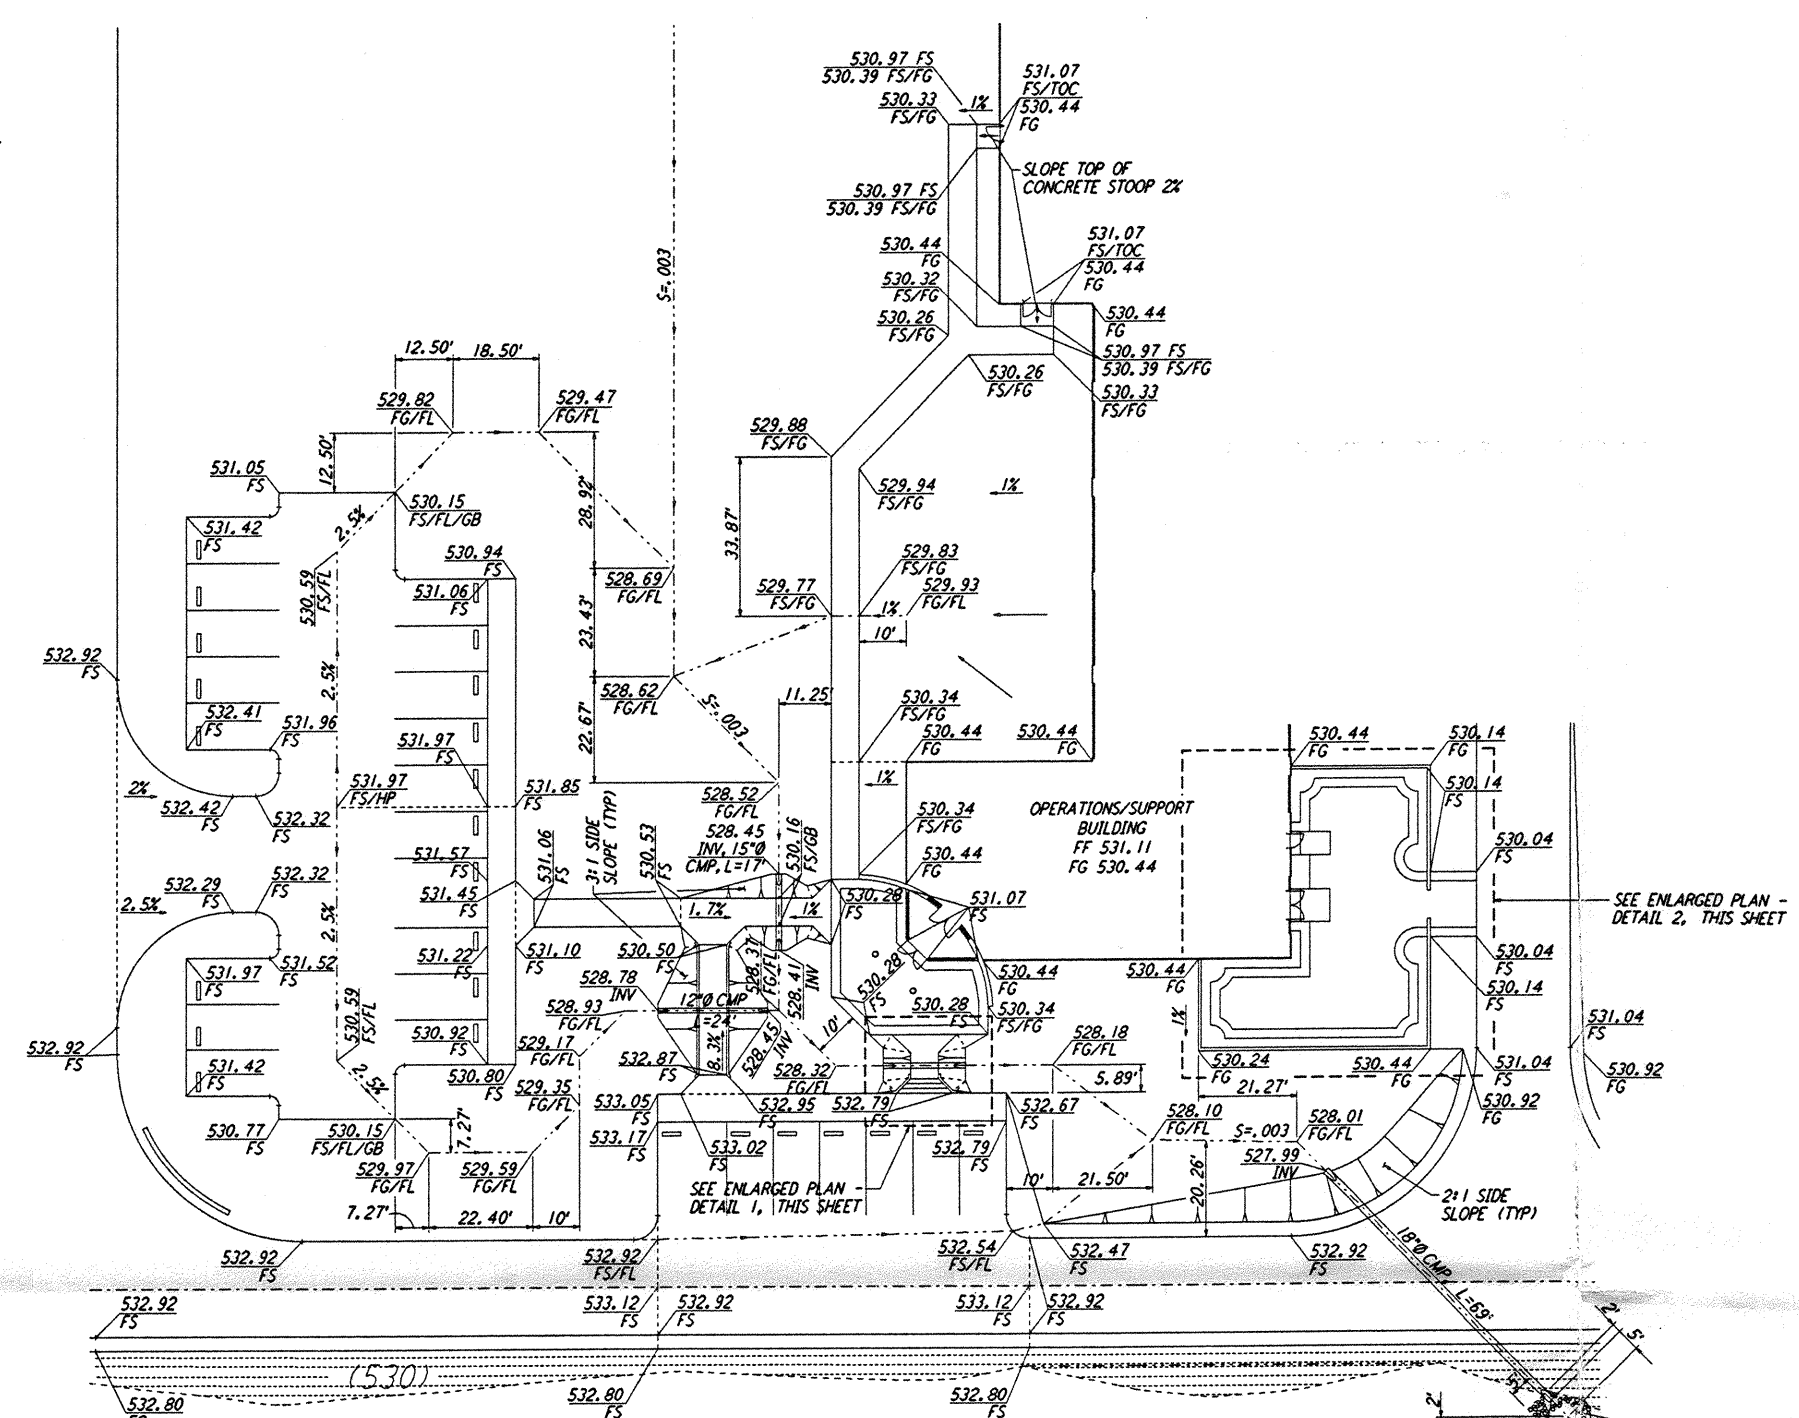 530.97 FS
530.39 FS/FG
531.07
FS/TOC
530.44
FG
1%
530.33
FS/FG
SLOPE TOP OF
CONCRETE STOOP 2%
530.97 FS
530.39 FS/FG
531.07
FS/TOC
530.44
FG
530.44
FG
530.32
FS/FG
530.26
FS/FG
530.44
FG
530.97 FS
530.39 FS/FG
530.26
FS/FG
530.33
FS/FG
S=.003
12.50'
18.50'
529.82
FG/FL
529.47
FG/FL
12.50'
529.88
FS/FG
531.05
FS
530.15
FS/FL/GB
2.5%
28.92'
529.94
FS/FG
1%
531.42
FS
33.87'
530.94
FS
530.59
FS/FL
531.06
FS
528.69
FG/FL
529.77
FS/FG
529.83
FS/FG
529.93
FG/FL
1%
10'
23.43'
532.92
FS
2.5%
528.62
FG/FL
S=.003
11.25'
22.67'
530.34
FS/FG
532.41
FS
531.96
FS
531.97
FS
530.44
FG
530.44
FG
530.44
FG
530.14
FG
530.14
FS
2%
532.42
FS
532.32
FS
531.97
FS/HP
531.85
FS
528.52
FG/FL
1%
528.45
INV, 15"Ø
CMP, L=17'
3:1 SIDE
SLOPE (TYP)
530.53
FS
530.16
FS/GB
531.06
FS
530.34
FS/FG
OPERATIONS/SUPPORT
BUILDING
FF 531.11
FG 530.44
530.04
FS
531.57
FS
530.44
FG
532.29
FS
532.32
FS
531.45
FS
2.5%
2.5%
1.7%
1%
530.28
FS
531.07
FS
SEE ENLARGED PLAN -
DETAIL 2, THIS SHEET
531.22
FS
531.10
FS
530.50
FS
530.04
FS
531.97
FS
531.52
FS
528.78
INV
528.37
FG/FL
528.41
INV
530.28
FS
530.44
FG
530.44
FG
530.14
FS
530.59
FS/FL
528.93
FG/FL
12"Ø CMP
=24'
530.28
FS
530.34
FS/FG
1%
531.04
FS
532.92
FS
530.92
FS
529.17
FG/FL
8.3%
528.45
INV
10'
528.18
FG/FL
532.87
FS
528.32
FG/FL
530.24
FG
530.44
FG
531.04
FS
530.92
FG
531.42
FS
2.5%
530.80
FS
529.35
FG/FL
5.89'
21.27'
533.05
FS
532.95
FS
532.79
FS
532.67
FS
528.10
FG/FL
528.01
FG/FL
530.92
FG
530.77
FS
530.15
FS/FL/GB
7.27'
533.17
FS
533.02
FS
532.79
FS
S=.003
527.99
INV
529.97
FG/FL
529.59
FG/FL
SEE ENLARGED PLAN -
DETAIL 1, THIS SHEET
10'
21.50'
20.26'
2:1 SIDE
SLOPE (TYP)
7.27'
22.40'
10'
532.92
FS
532.92
FS/FL
532.54
FS/FL
532.47
FS
532.92
FS
18"Ø CMP,
L=69'
532.92
FS
533.12
FS
532.92
FS
533.12
FS
532.92
FS
2'
5'
(530)
532.80
FS
532.80
FS
532.80
FS
2'